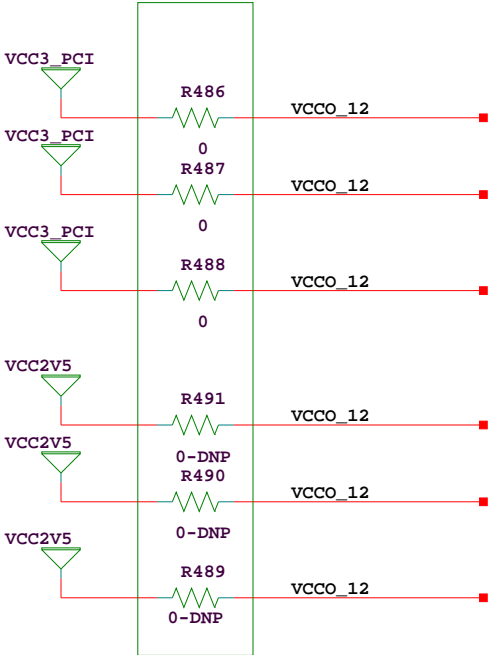 VCC3_PCI
R486
VCCO_12
0
VCC3_PCI
R487
VCCO_12
0
VCC3_PCI
R488
VCCO_12
0
VCC2V5
R491
VCCO_12
0-DNP
VCC2V5
R490
VCCO_12
0-DNP
VCC2V5
R489
VCCO_12
0-DNP